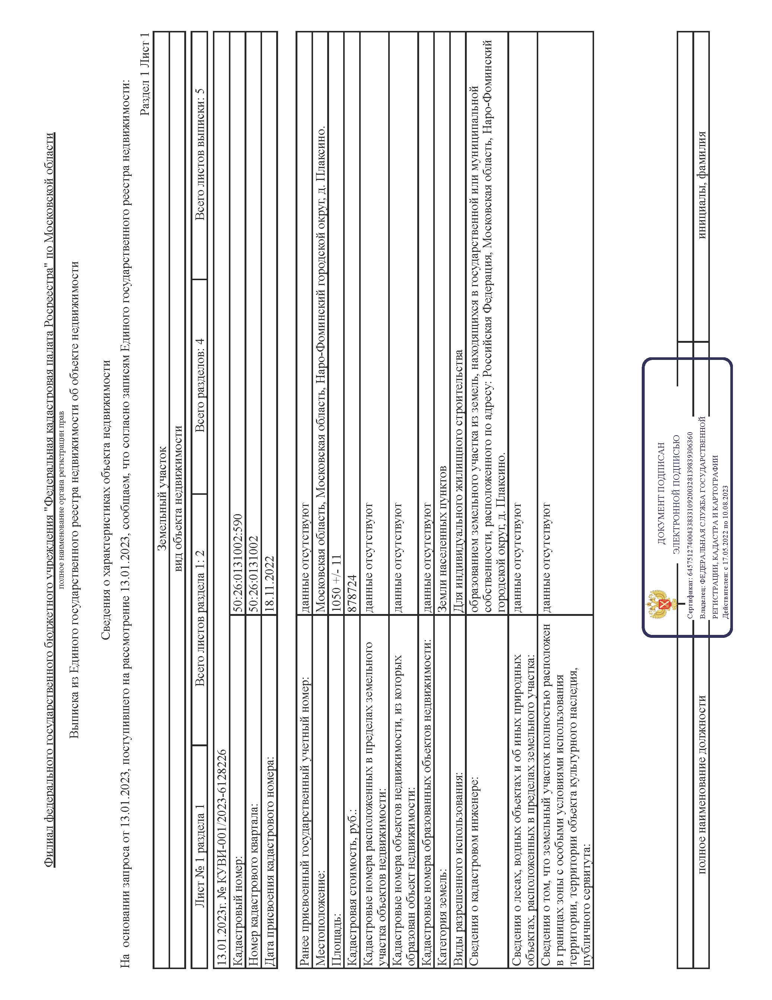 Филиал федерального государственного бюджетного учреждения "Федеральная кадастровая палата Росреестра" по Московской области
полное наименование органа регистрации прав
Выписка из Единого государственного реестра недвижимости об объекте недвижимости
Сведения о характеристиках объекта недвижимости
На основании запроса от 13.01.2023, поступившего на рассмотрение 13.01.2023, сообщаем, что согласно записям Единого государственного реестра недвижимости:
Раздел 1 Лист 1
Земельный участок
вид объекта недвижимости
Лист № 1 раздела 1 Всего листов раздела 1: 2 Всего разделов: 4 Всего листов выписки: 5
13.01.2023г. № КУВИ-001/2023-6128226
Кадастровый номер: 50:26:0131002:590
Номер кадастрового квартала: 50:26:0131002
Дата присвоения кадастрового номера: 18.11.2022
Ранее присвоенный государственный учетный номер: данные отсутствуют
Местоположение: Московская область, Московская область, Наро-Фоминский городской округ, д. Плаксино.
Площадь: 1050 +/- 11
Кадастровая стоимость, руб.: 878724
Кадастровые номера расположенных в пределах земельного данные отсутствуют
участка объектов недвижимости:
Кадастровые номера объектов недвижимости, из которых данные отсутствуют
образован объект недвижимости:
Кадастровые номера образованных объектов недвижимости: данные отсутствуют
Категория земель: Земли населенных пунктов
Виды разрешенного использования: Для индивидуального жилищного строительства
Сведения о кадастровом инженере: образованием земельного участка из земель, находящихся в государственной или муниципальной
собственности, расположенного по адресу: Российская Федерация, Московская область, Наро-Фоминский
городской округ, д. Плаксино.
Сведения о лесах, водных объектах и об иных природных данные отсутствуют
объектах, расположенных в пределах земельного участка:
Сведения о том, что земельный участок полностью расположен данные отсутствуют
в границах зоны с особыми условиями использования
территории, территории объекта культурного наследия,
публичного сервитута:
ДОКУМЕНТ ПОДПИСАН
ЭЛЕКТРОННОЙ ПОДПИСЬЮ
Сертификат: 645751274004338331092003281398839306360
Владелец: ФЕДЕРАЛЬНАЯ СЛУЖБА ГОСУДАРСТВЕННОЙ
РЕГИСТРАЦИИ, КАДАСТРА И КАРТОГРАФИИ
Действителен: с 17.05.2022 по 10.08.2023
полное наименование должности инициалы, фамилия